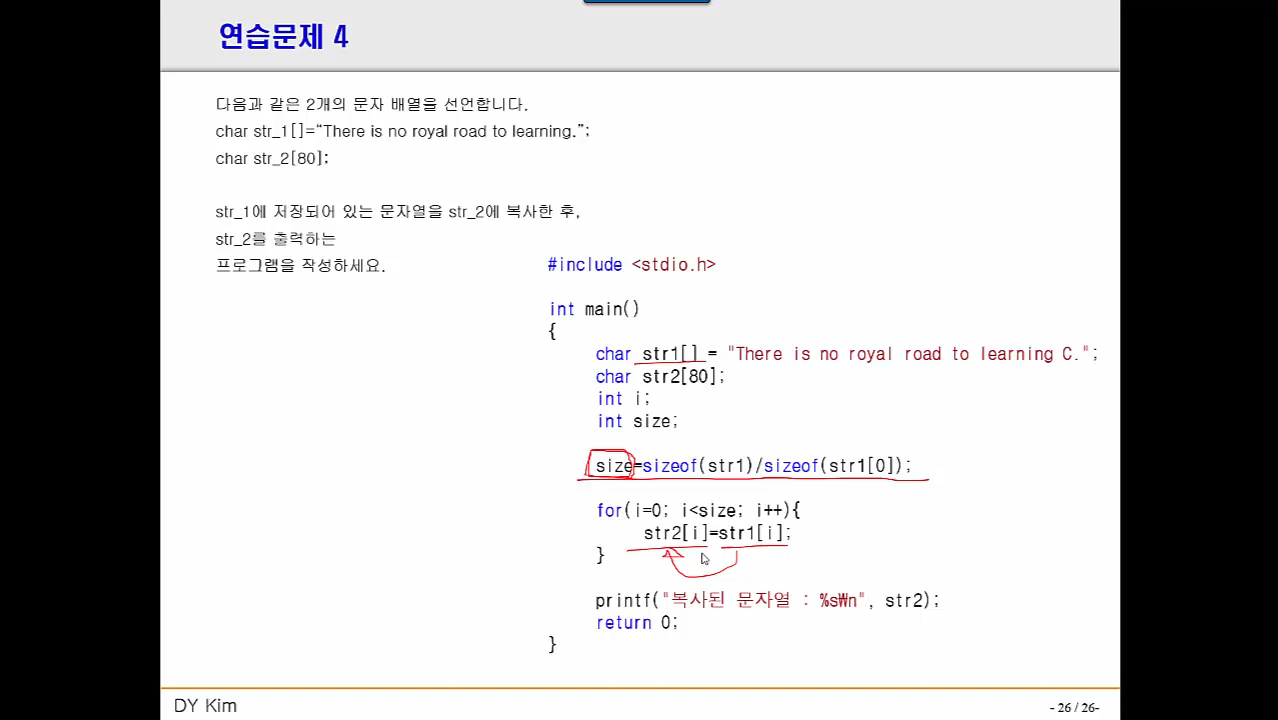 연습문제 4
다음과 같은 2개의 문자 배열을 선언합니다.
char str_1[]=“There is no royal road to learning.”;
char str_2[80];
str_1에 저장되어 있는 문자열을 str_2에 복사한 후,
str_2를 출력하는
프로그램을 작성하세요.
#include <stdio.h>
int main()
{
char str1[] = "There is no royal road to learning C.";
char str2[80];
int i;
int size;
size=sizeof(str1)/sizeof(str1[0]);
for(i=0; i<size; i++){
str2[i]=str1[i];
}
printf("복사된 문자열 : %s₩n", str2);
return 0;
}
DY Kim
- 26 / 26-